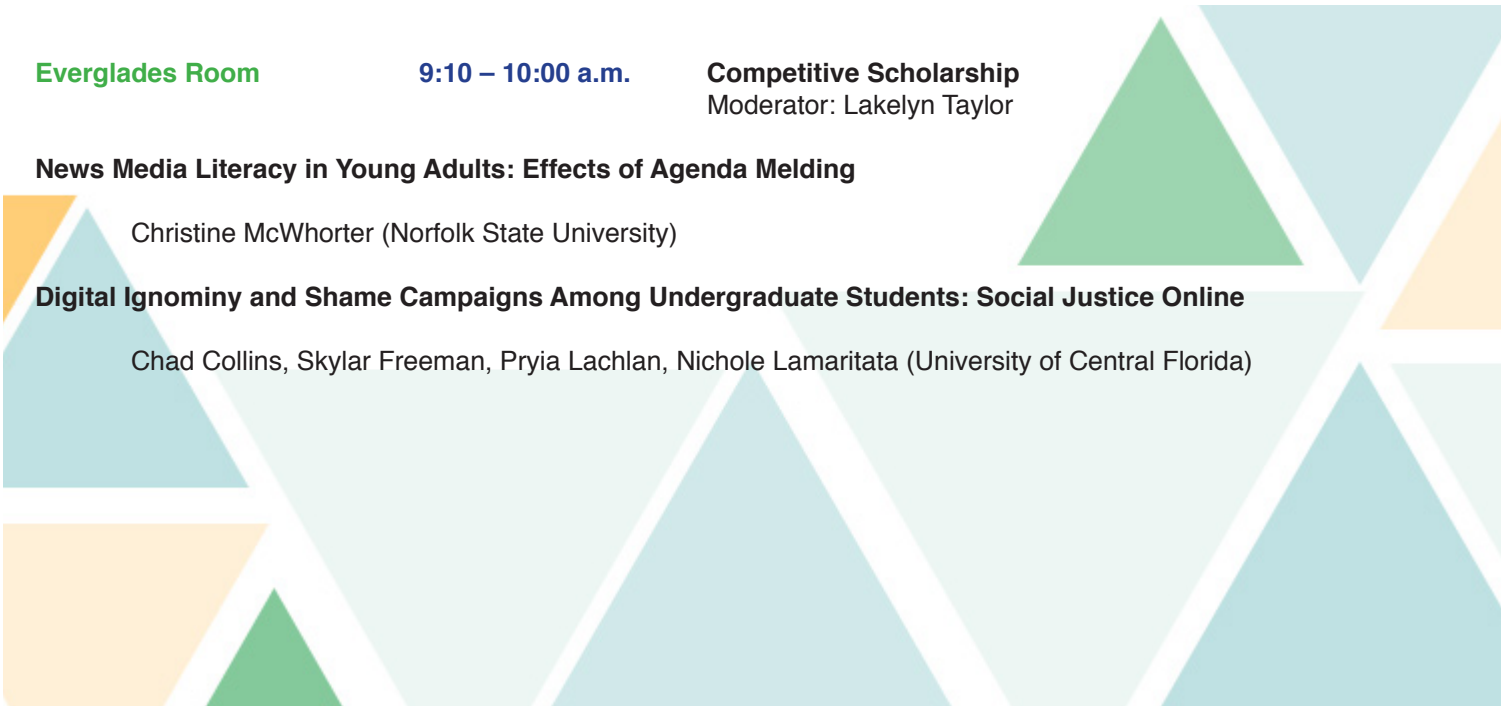 Everglades Room 9:10 – 10:00 a.m. Competitive Scholarship
Moderator: Lakelyn Taylor
News Media Literacy in Young Adults: Effects of Agenda Melding
Christine McWhorter (Norfolk State University)
Digital Ignominy and Shame Campaigns Among Undergraduate Students: Social Justice Online
Chad Collins, Skylar Freeman, Pryia Lachlan, Nichole Lamaritata (University of Central Florida)